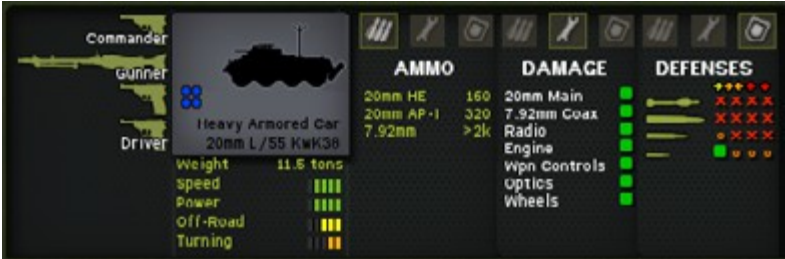 Commander
Gunner
Driver
Heavy Armored Car
20mm L/55 KwK38
Weight 11.5 tons
Speed
Power
Off-Road
Turning
AMMO
20mm HE 160
20mm AP-I 320
7.92mm >2k
DAMAGE
20mm Main
7.92mm Coax
Radio
Engine
Wpn Controls
Optics
Wheels
DEFENSES